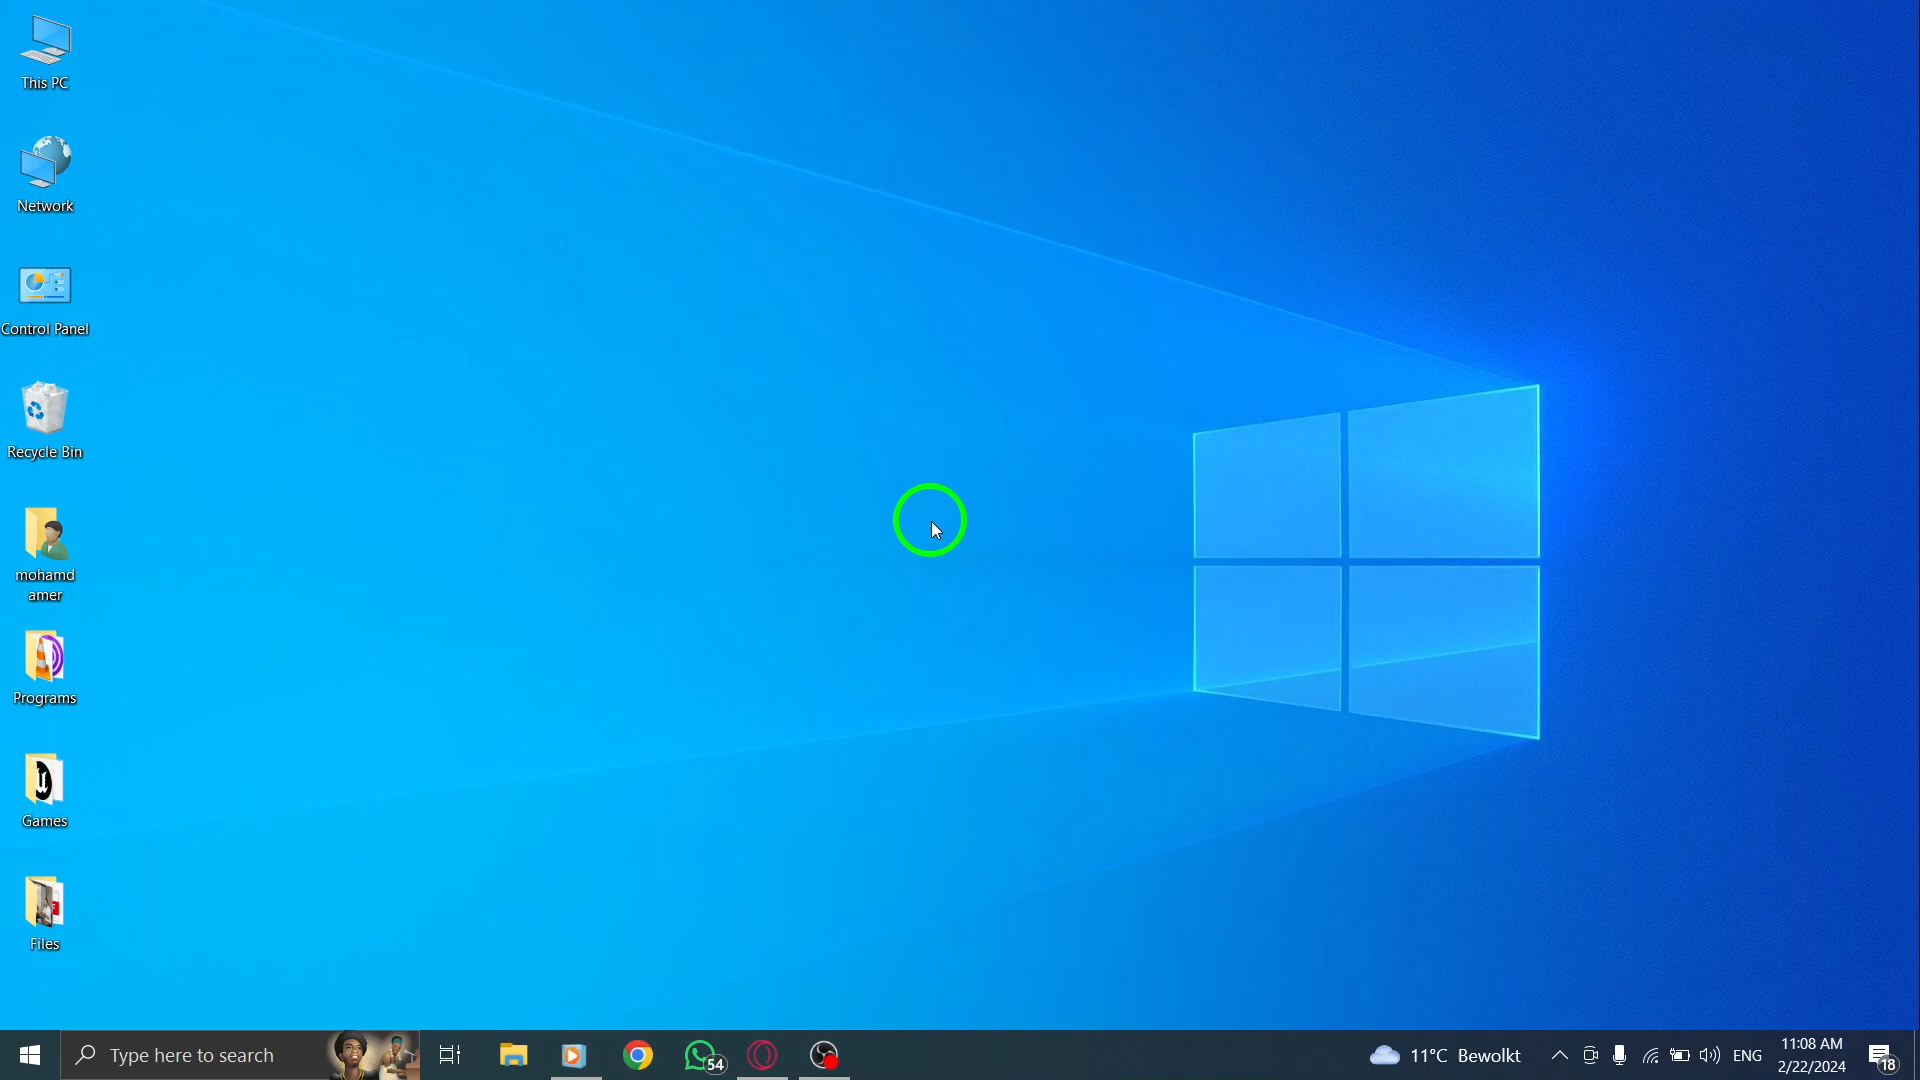 This PC
Network
Control Panel
Recycle Bin
mohamd
amer
Programs
Games
Files
Type here to search
54
11°C Bewolkt
ENG
11:08 AM
2/22/2024
18